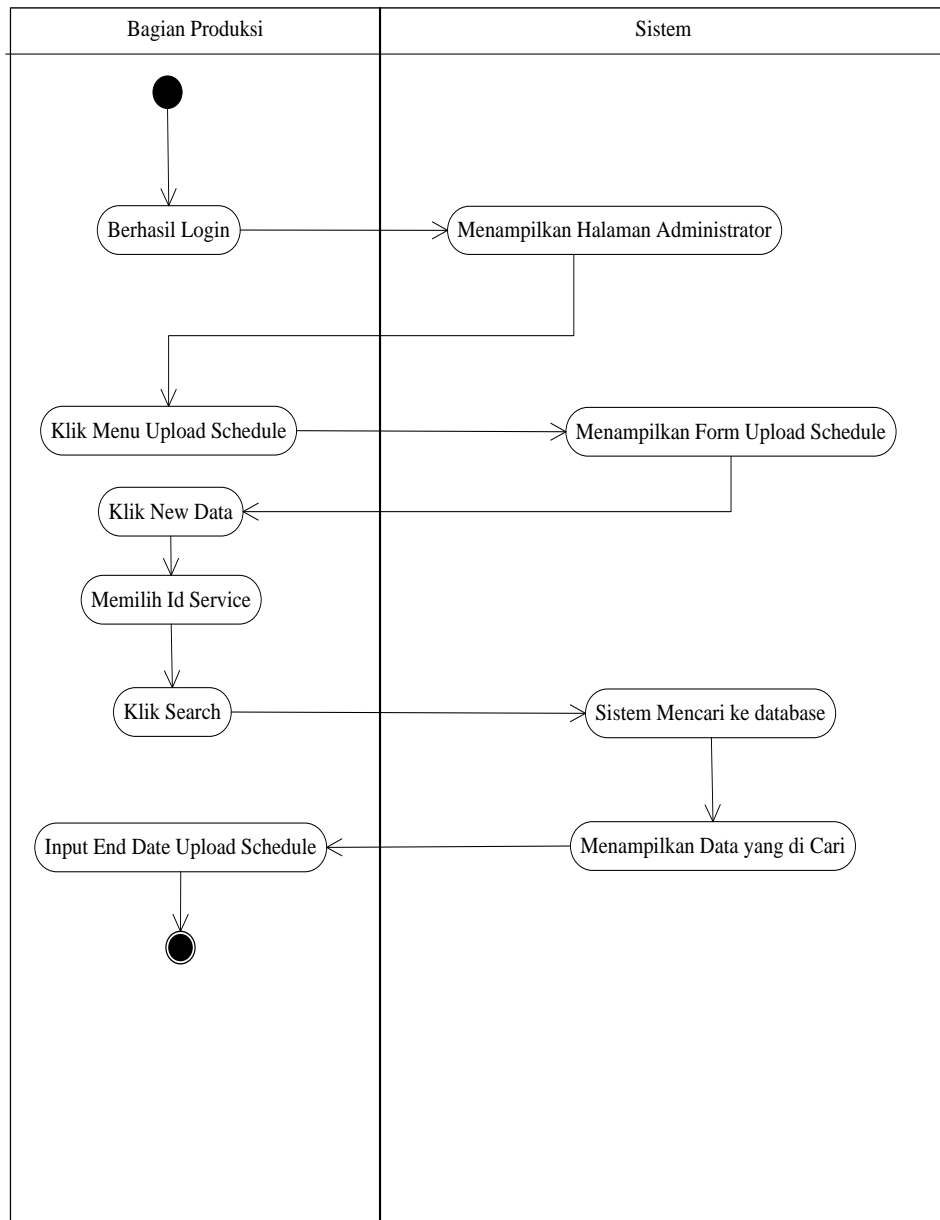 Bagian Produksi
Sistem
Berhasil Login
Menampilkan Halaman Administrator
Klik Menu Upload Schedule
Menampilkan Form Upload Schedule
Klik New Data
Memilih Id Service
Klik Search
Sistem Mencari ke database
Input End Date Upload Schedule
Menampilkan Data yang di Cari